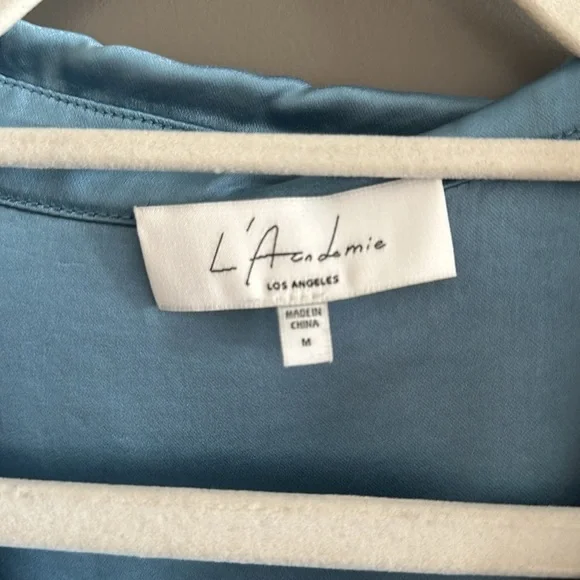 L'Academie
LOS ANGELES
MADE IN
CHINA
M